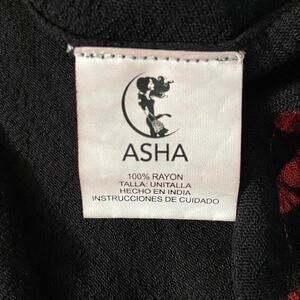 ASHA
100% RAYON
TALLA: UNITALLA
HECHO EN INDIA
INSTRUCCIONES DE CUIDADO